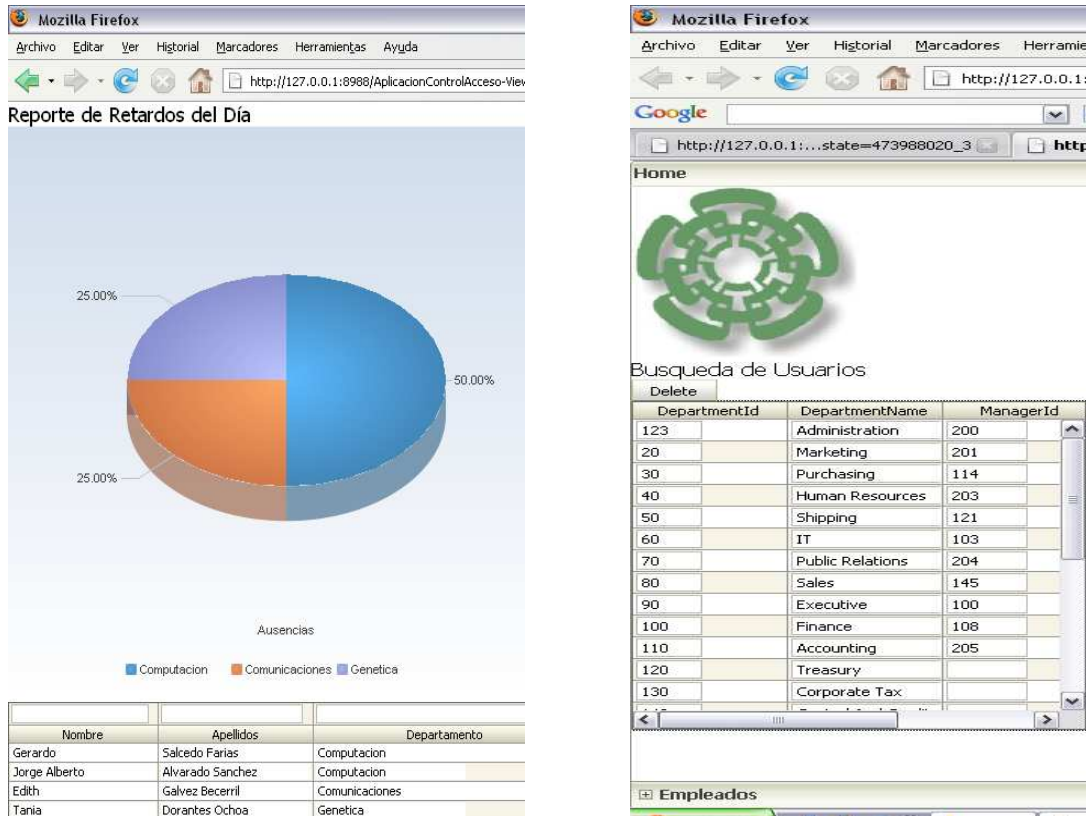 Mozilla Firefox
Archivo Editar Ver Historial Marcadores Herramientas Ayuda
http://127.0.0.1:8988/AplicacionControlAcceso-View
Reporte de Retardos del Día
25.00%
50.00%
25.00%
Ausencias
Computacion Comunicaciones Genetica
Nombre Apellidos Departamento
Gerardo Salcedo Farias Computacion
Jorge Alberto Alvarado Sanchez Computacion
Edith Galvez Becerril Comunicaciones
Tania Dorantes Ochoa Genetica
Mozilla Firefox
Archivo Editar Ver Historial Marcadores Herramie
http://127.0.0.1:
Google
http://127.0.0.1:...state=473988020_3 http
Home
Busqueda de Usuarios
Delete
DepartmentId DepartmentName ManagerId
123 Administration 200
20 Marketing 201
30 Purchasing 114
40 Human Resources 203
50 Shipping 121
60 IT 103
70 Public Relations 204
80 Sales 145
90 Executive 100
100 Finance 108
110 Accounting 205
120 Treasury
130 Corporate Tax
Empleados